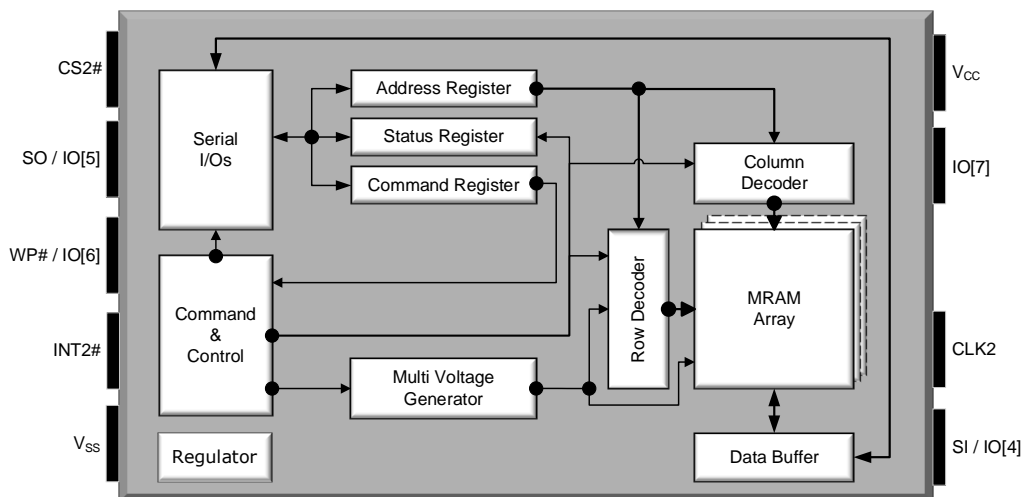 CS2#
SO / IO[5]
WP# / IO[6]
INT2#
VSS
Serial
I/Os
Address Register
Status Register
Command Register
Command
&
Control
Multi Voltage
Generator
Regulator
Row Decoder
Column
Decoder
MRAM
Array
Data Buffer
VCC
IO[7]
CLK2
SI / IO[4]